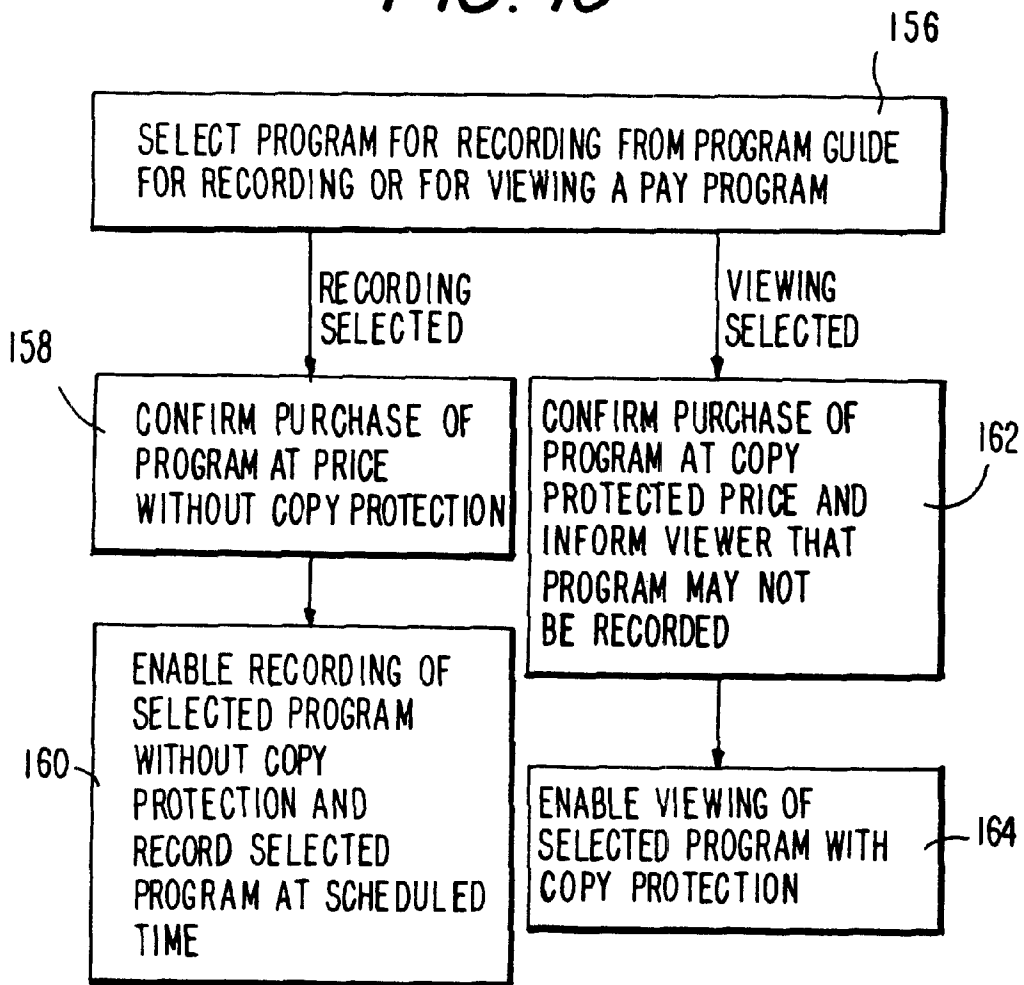 156
SELECT PROGRAM FOR RECORDING FROM PROGRAM GUIDE
FOR RECORDING OR FOR VIEWING A PAY PROGRAM
RECORDING
SELECTED
VIEWING
SELECTED
158
CONFIRM PURCHASE OF
PROGRAM AT PRICE
WITHOUT COPY PROTECTION
CONFIRM PURCHASE OF
PROGRAM AT COPY
PROTECTED PRICE AND
INFORM VIEWER THAT
PROGRAM MAY NOT
BE RECORDED
162
160
ENABLE RECORDING OF
SELECTED PROGRAM
WITHOUT COPY
PROTECTION AND
RECORD SELECTED
PROGRAM AT SCHEDULED
TIME
ENABLE VIEWING OF
SELECTED PROGRAM WITH
COPY PROTECTION
164